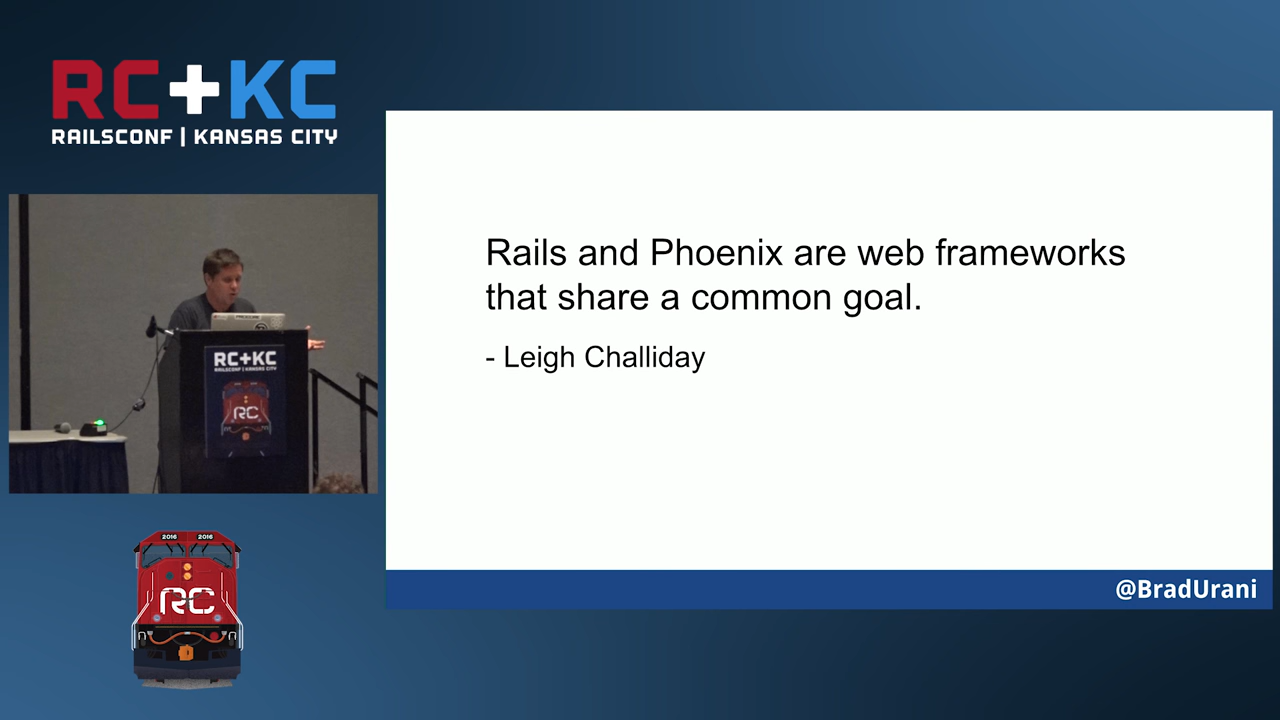 RC+KC
RAILSCONF | KANSAS CITY
Rails and Phoenix are web frameworks
that share a common goal.
- Leigh Challiday
@BradUrani
RC+KC
RAILSCONF | KANSAS CITY
RC
2016 2016
RC